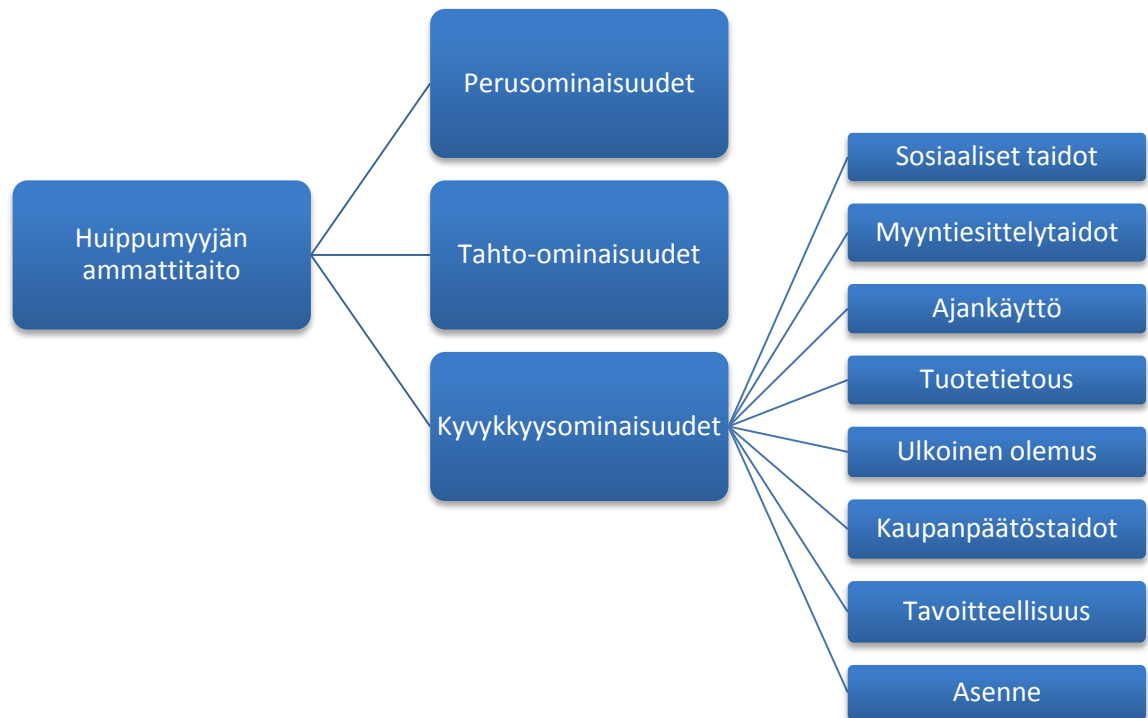 Huippumyyjän
ammattitaito
Perusominaisuudet
Tahto-ominaisuudet
Kyvykkyysominaisuudet
Sosiaaliset taidot
Myyntiesittelytaidot
Ajankäyttö
Tuotetietous
Ulkoinen olemus
Kaupanpäätöstaidot
Tavoitteellisuus
Asenne